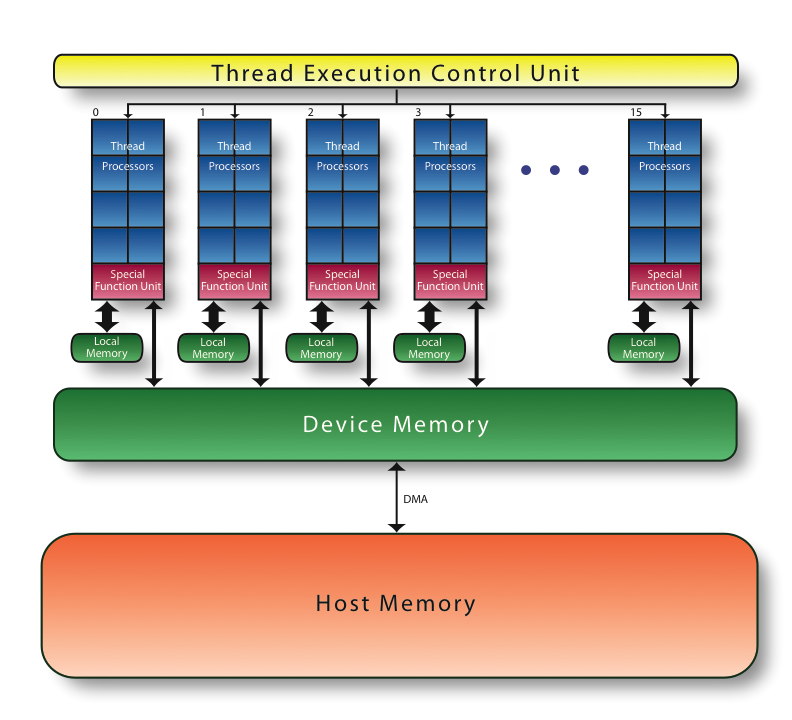 Thread Execution Control Unit
0
1
2
3
15
Thread
Processors
Thread
Processors
Thread
Processors
Thread
Processors
Thread
Processors
Special
Function Unit
Special
Function Unit
Special
Function Unit
Special
Function Unit
Special
Function Unit
Local
Memory
Local
Memory
Local
Memory
Local
Memory
Local
Memory
Device Memory
DMA
Host Memory